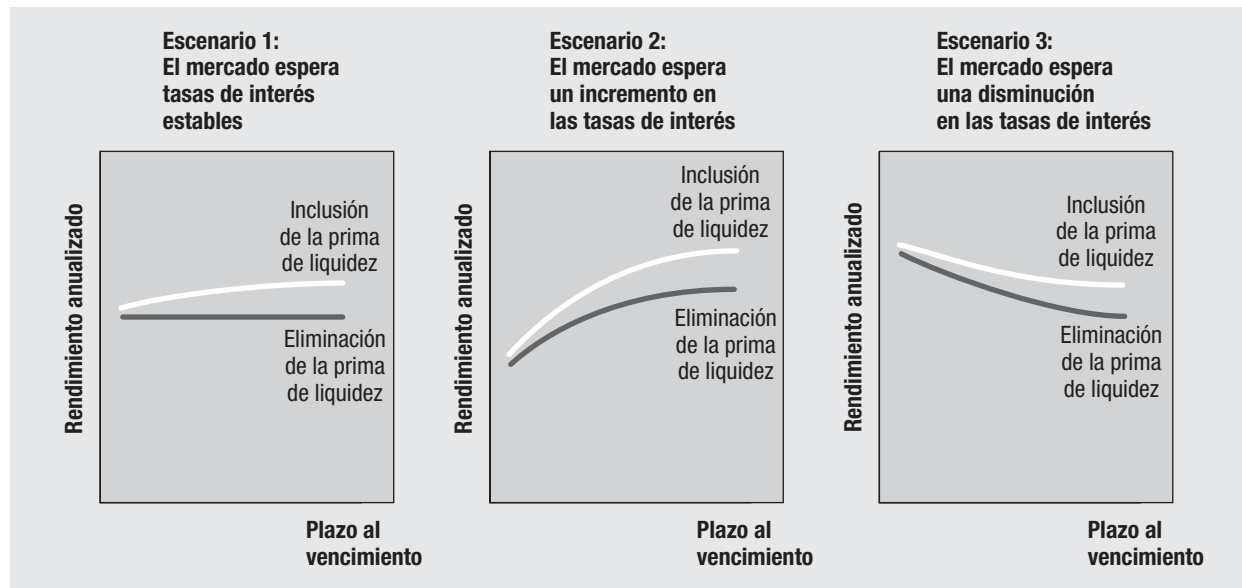 Escenario 1:
El mercado espera
tasas de interés
estables
Rendimiento anualizado
Inclusión
de la prima
de liquidez
Eliminación
de la prima
de liquidez
Plazo al
vencimiento
Escenario 2:
El mercado espera
un incremento en
las tasas de interés
Rendimiento anualizado
Inclusión
de la prima
de liquidez
Eliminación
de la prima
de liquidez
Plazo al
vencimiento
Escenario 3:
El mercado espera
una disminución
en las tasas de interés
Rendimiento anualizado
Inclusión
de la prima
de liquidez
Eliminación
de la prima
de liquidez
Plazo al
vencimiento